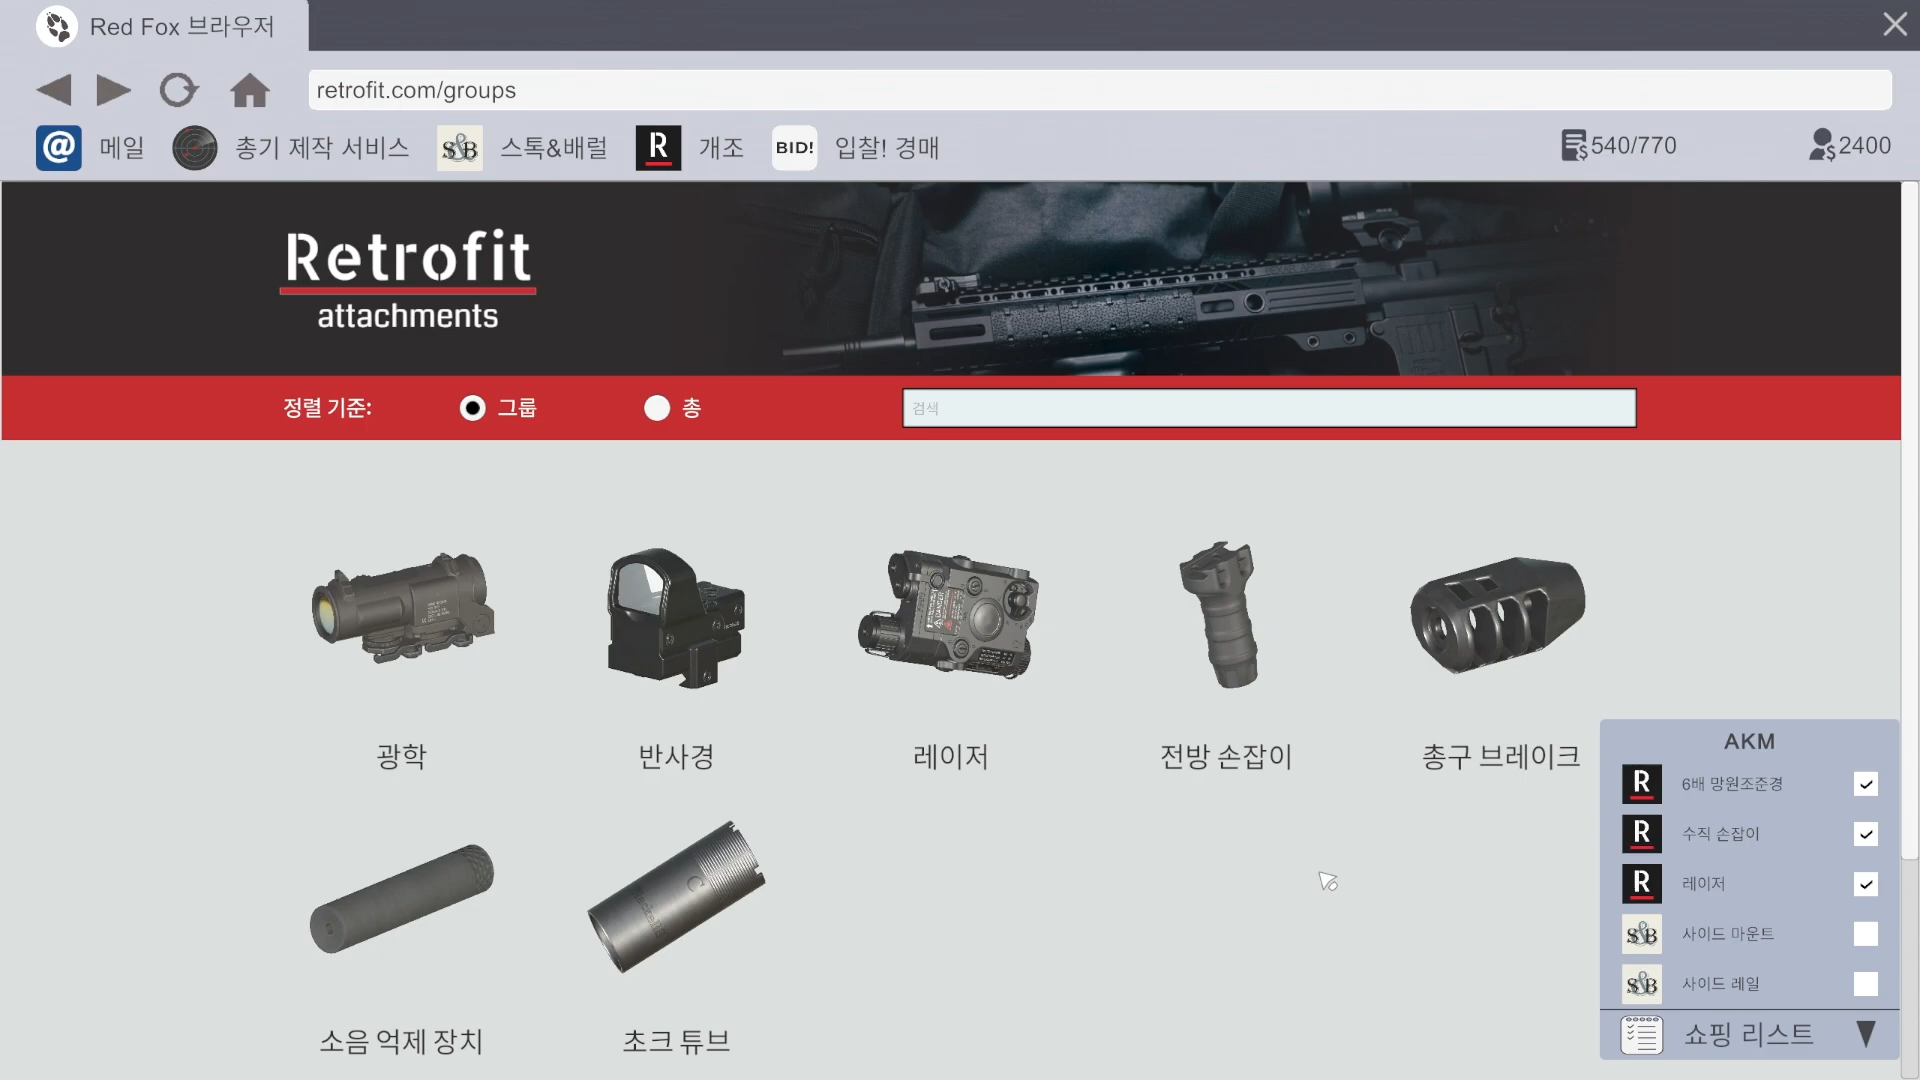 Red Fox 브라우저
retrofit.com/groups
@ 메일
총기 제작 서비스
S&B 스톡&배럴
R 개조
BID! 입찰! 경매
540/770
2400
Retrofit
attachments
정렬 기준:
그룹
총
검색
광학
반사경
레이저
전방 손잡이
총구 브레이크
소음 억제 장치
초크 튜브
AKM
R 6배 망원조준경
R 수직 손잡이
R 레이저
S&B 사이드 마운트
S&B 사이드 레일
쇼핑 리스트